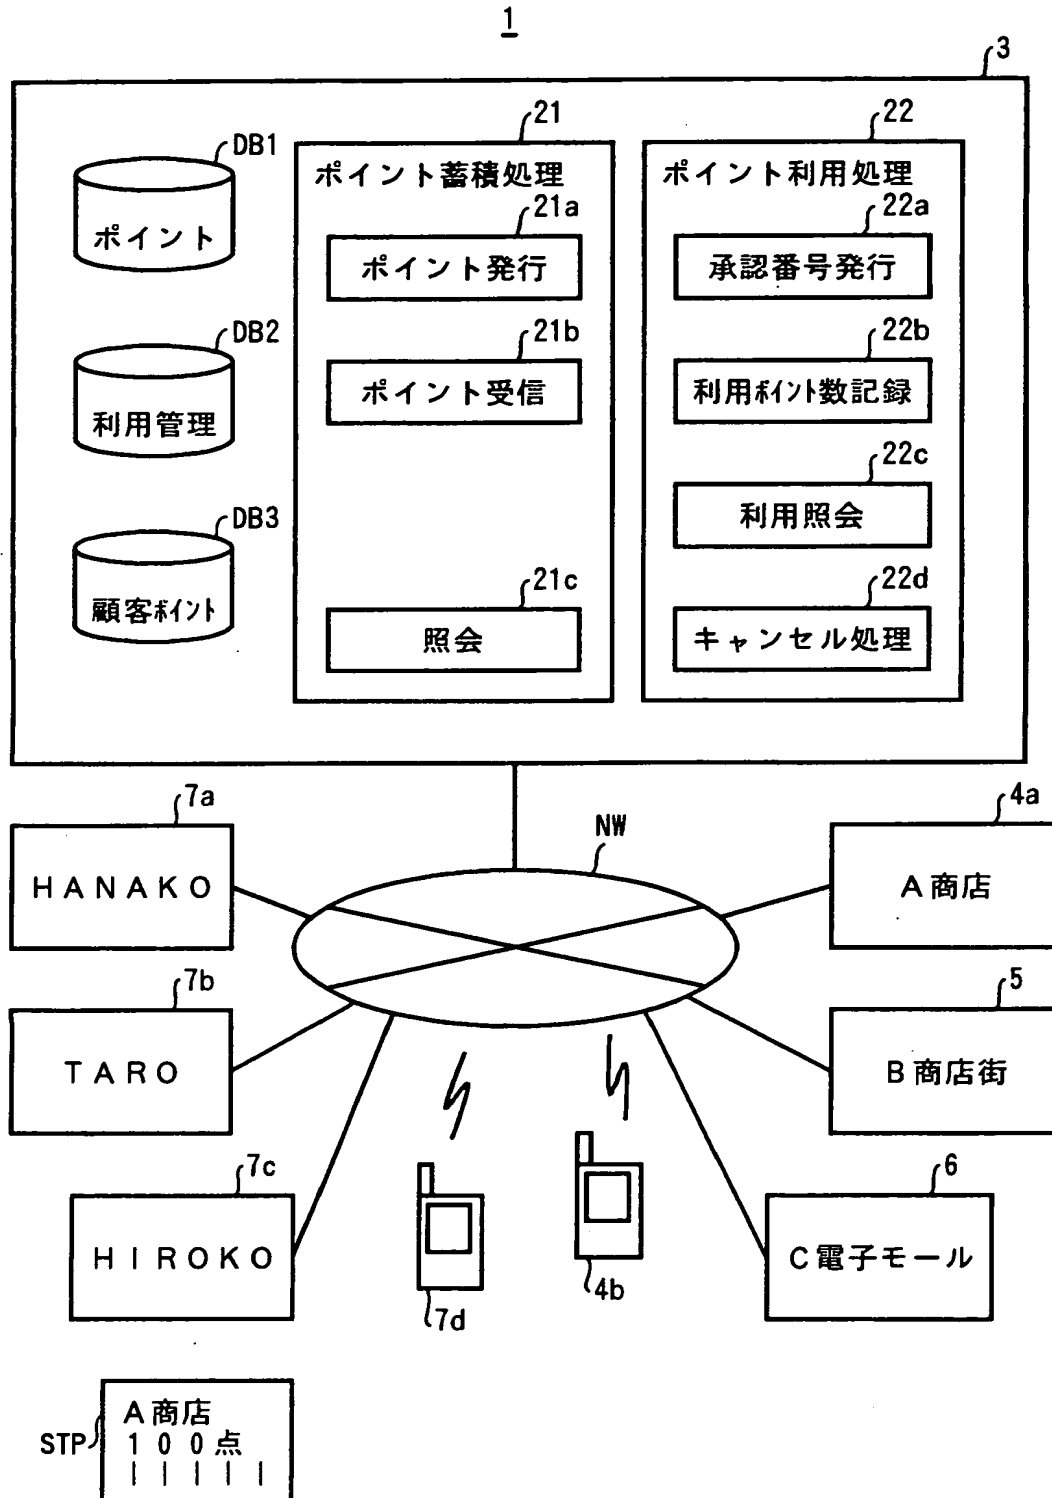 1
3
DB1
ポイント
DB2
利用管理
DB3
顧客ポイント
21
ポイント蓄積処理
21a
ポイント発行
21b
ポイント受信
21c
照会
22
ポイント利用処理
22a
承認番号発行
22b
利用ポイント数記録
22c
利用照会
22d
キャンセル処理
7a
HANAKO
NW
4a
A商店
7b
TARO
5
B商店街
7c
HIROKO
7d
4b
6
C電子モール
STP
A商店
100点
| | | | |